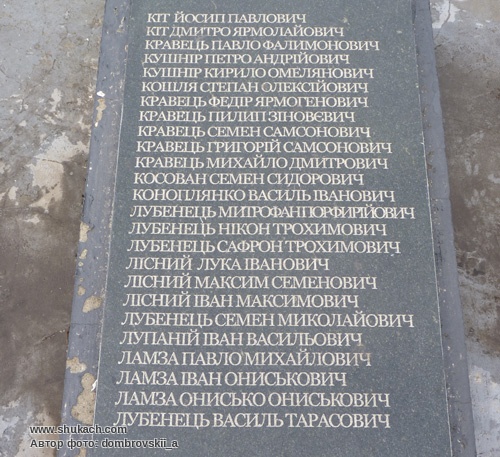 КІТ ЙОСИП ПАВЛОВИЧ
КІТ ДМИТРО ЯРМОЛАЙОВИЧ
КРАВЕЦЬ ПАВЛО ФАЛИМОНОВИЧ
КУШНІР ПЕТРО АНДРІЙОВИЧ
КУШНІР КИРИЛО ОМЕЛЯНОВИЧ
КОШЛЯ СТЕПАН ОЛЕКСІЙОВИЧ
КРАВЕЦЬ ФЕДІР ЯРМОГЕНОВИЧ
КРАВЕЦЬ ПИЛИП ЗІНОВЄВИЧ
КРАВЕЦЬ СЕМЕН САМСОНОВИЧ
КРАВЕЦЬ ГРИГОРІЙ САМСОНОВИЧ
КРАВЕЦЬ МИХАЙЛО ДМИТРОВИЧ
КОСОВАН СЕМЕН СИДОРОВИЧ
КОНОПЛЯНКО ВАСИЛЬ ІВАНОВИЧ
ЛУБЕНЕЦЬ МИТРОФАН ПОРФИРІЙОВИЧ
ЛУБЕНЕЦЬ НІКОН ТРОХИМОВИЧ
ЛУБЕНЕЦЬ САФРОН ТРОХИМОВИЧ
ЛІСНИЙ ЛУКА ІВАНОВИЧ
ЛІСНИЙ МАКСИМ СЕМЕНОВИЧ
ЛІСНИЙ ІВАН МАКСИМОВИЧ
ЛУБЕНЕЦЬ СЕМЕН МИКОЛАЙОВИЧ
ЛУПАНІЙ ІВАН ВАСИЛЬОВИЧ
ЛАМЗА ПАВЛО МИХАЙЛОВИЧ
ЛАМЗА ІВАН ОНИСЬКОВИЧ
ЛАМЗА ОНИСЬКО ОНИСЬКОВИЧ
ЛУБЕНЕЦЬ ВАСИЛЬ ТАРАСОВИЧ
www.shukach.com
Автор фото: dombrovskii_a